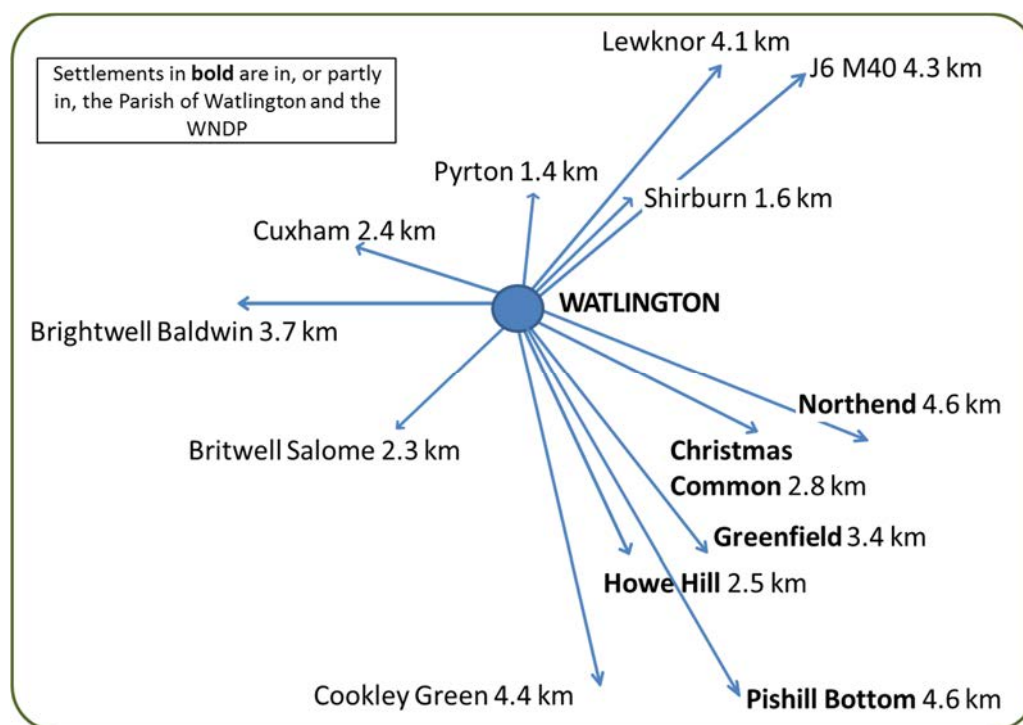 Lewknor 4.1 km
J6 M40 4.3 km
Settlements in bold are in, or partly
in, the Parish of Watlington and the
WNDP
Pyrton 1.4 km
Shirburn 1.6 km
Cuxham 2.4 km
WATLINGTON
Brightwell Baldwin 3.7 km
Northend 4.6 km
Britwell Salome 2.3 km
Christmas
Common 2.8 km
Greenfield 3.4 km
Howe Hill 2.5 km
Cookley Green 4.4 km
Pishill Bottom 4.6 km